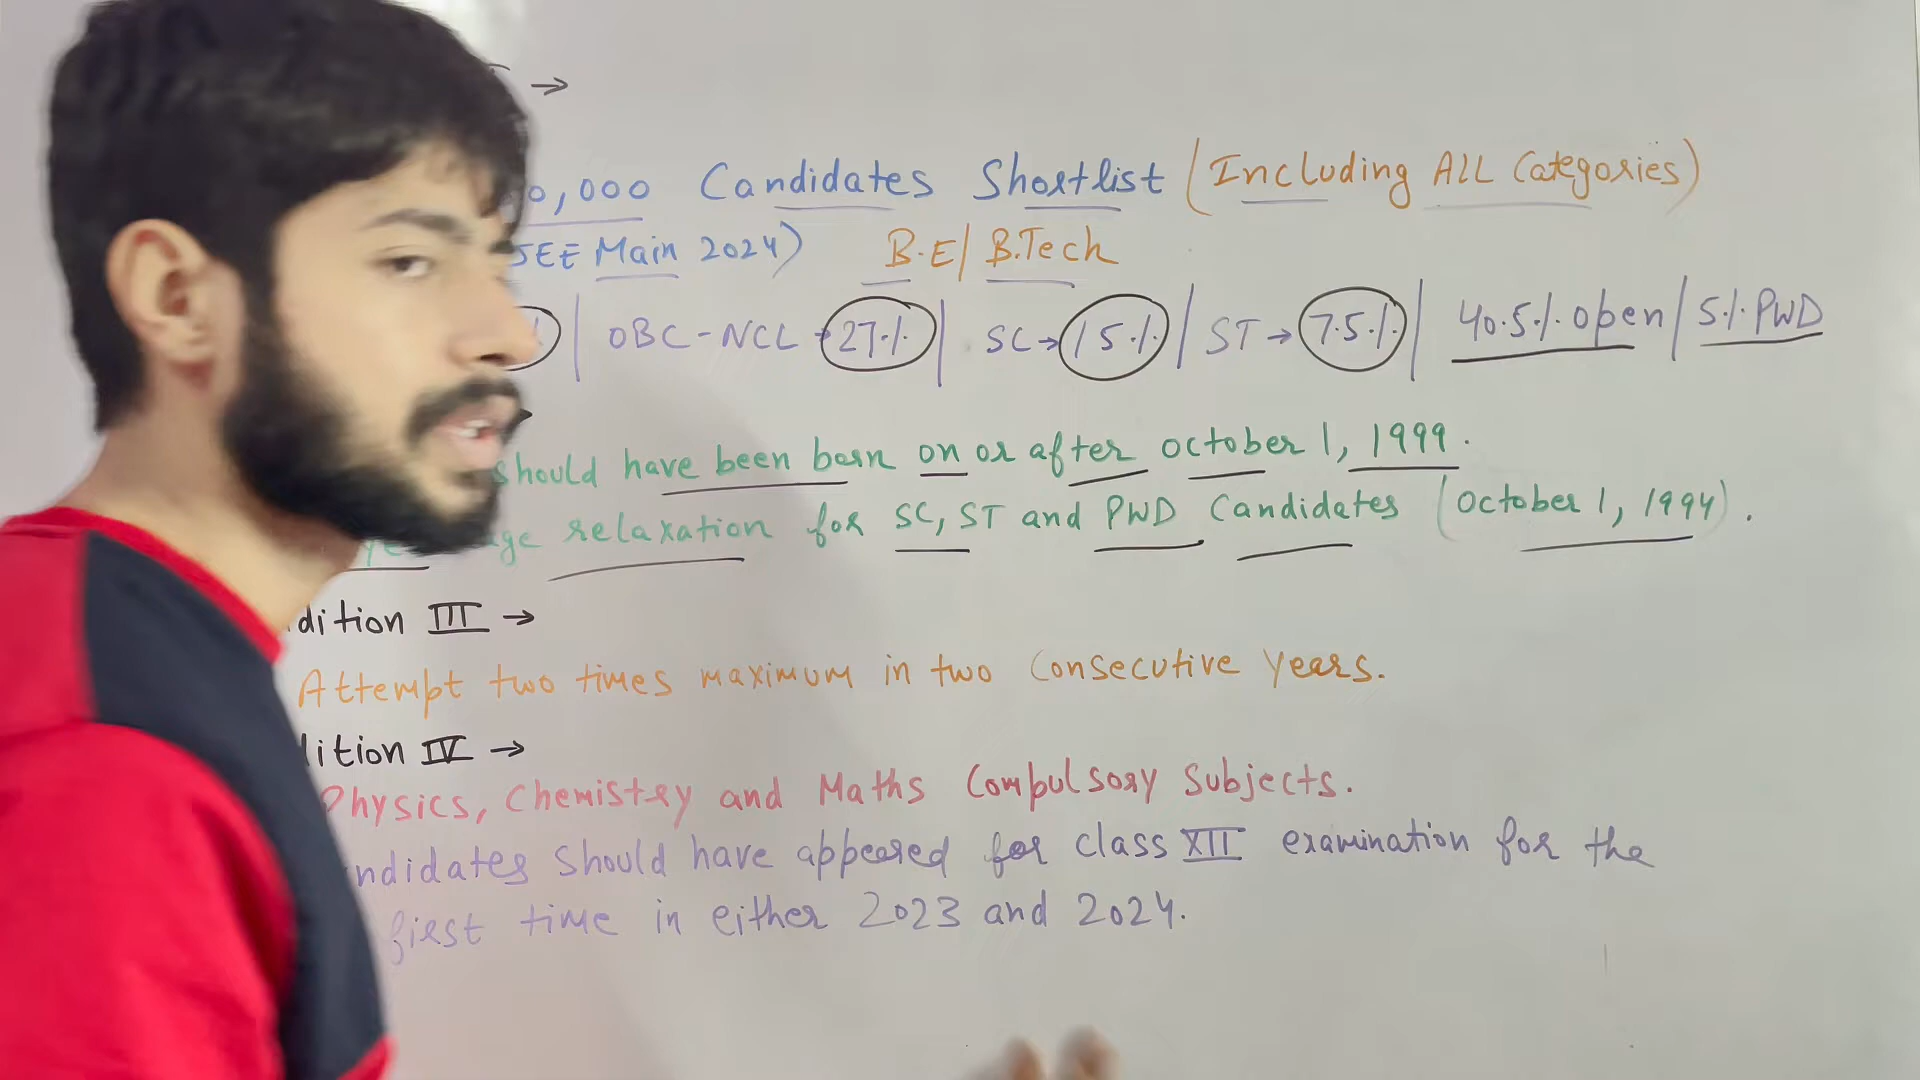 →
0,000 Candidates Shortlist (Including ALL Categories)
JEE Main 2024) B.E/B.Tech
| OBC-NCL → 27% | SC → 15% | ST → 7.5% | 40.5% open / 5% PWD
should have been born on or after october 1, 1999.
age relaxation for SC, ST and PWD Candidates (October 1, 1994).
dition III →
Attempt two times maximum in two Consecutive Years.
ition IV →
Physics, Chemistry and Maths Compulsory Subjects.
ndidates should have appeared for class XII examination for the
first time in either 2023 and 2024.